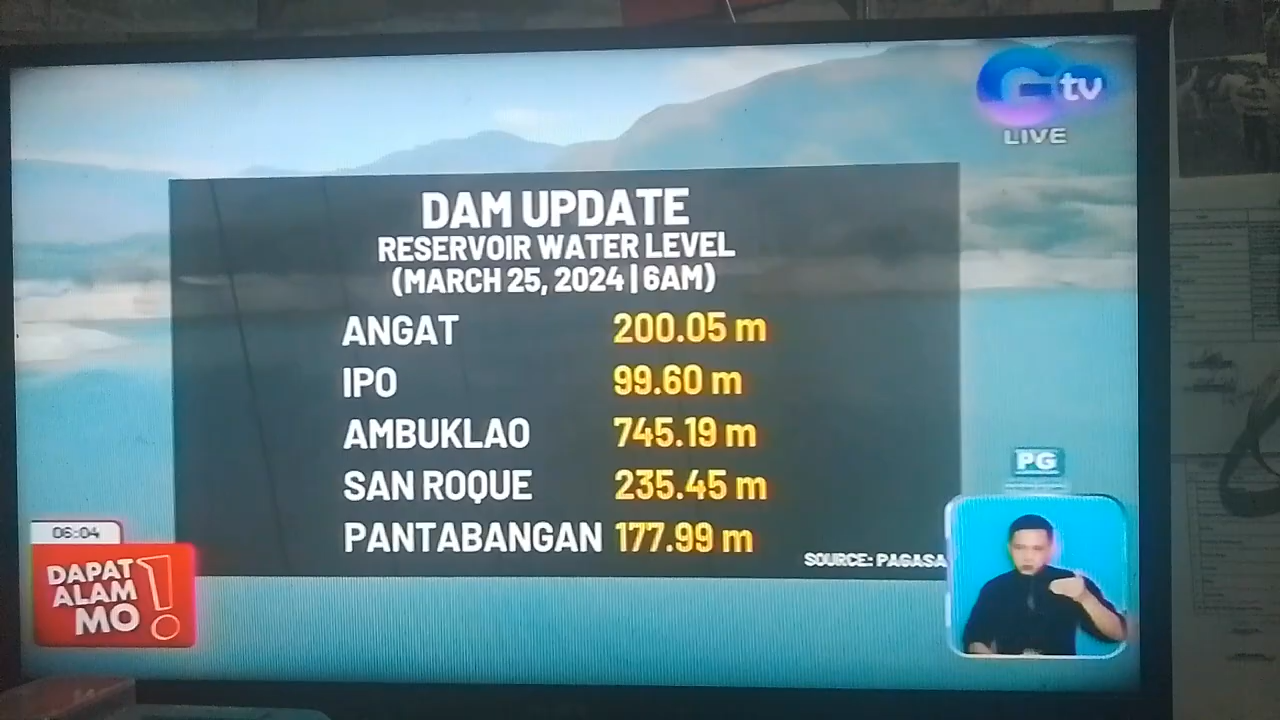 Gtv
LIVE
DAM UPDATE
RESERVOIR WATER LEVEL
(MARCH 25, 2024 | 6AM)
ANGAT 200.05 m
IPO 99.60 m
AMBUKLAO 745.19 m
SAN ROQUE 235.45 m
PANTABANGAN 177.99 m
SOURCE: PAGASA
PG
06:04
DAPAT
ALAM
MO!